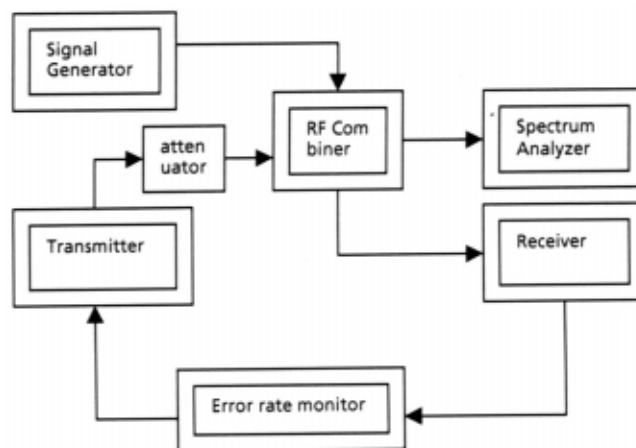 Signal
Generator
RF Com
biner
Spectrum
Analyzer
atten
uator
Transmitter
Receiver
Error rate monitor